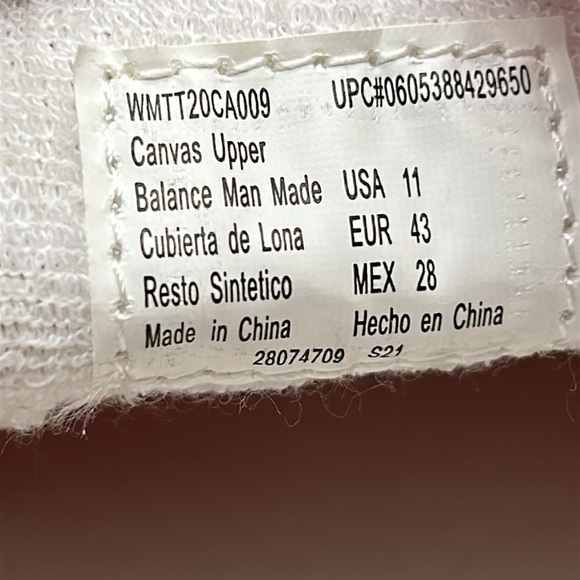 WMTT20CA009 UPC#0605388429650
Canvas Upper
Balance Man Made USA 11
Cubierta de Lona EUR 43
Resto Sintetico MEX 28
Made in China Hecho en China
28074709 S21